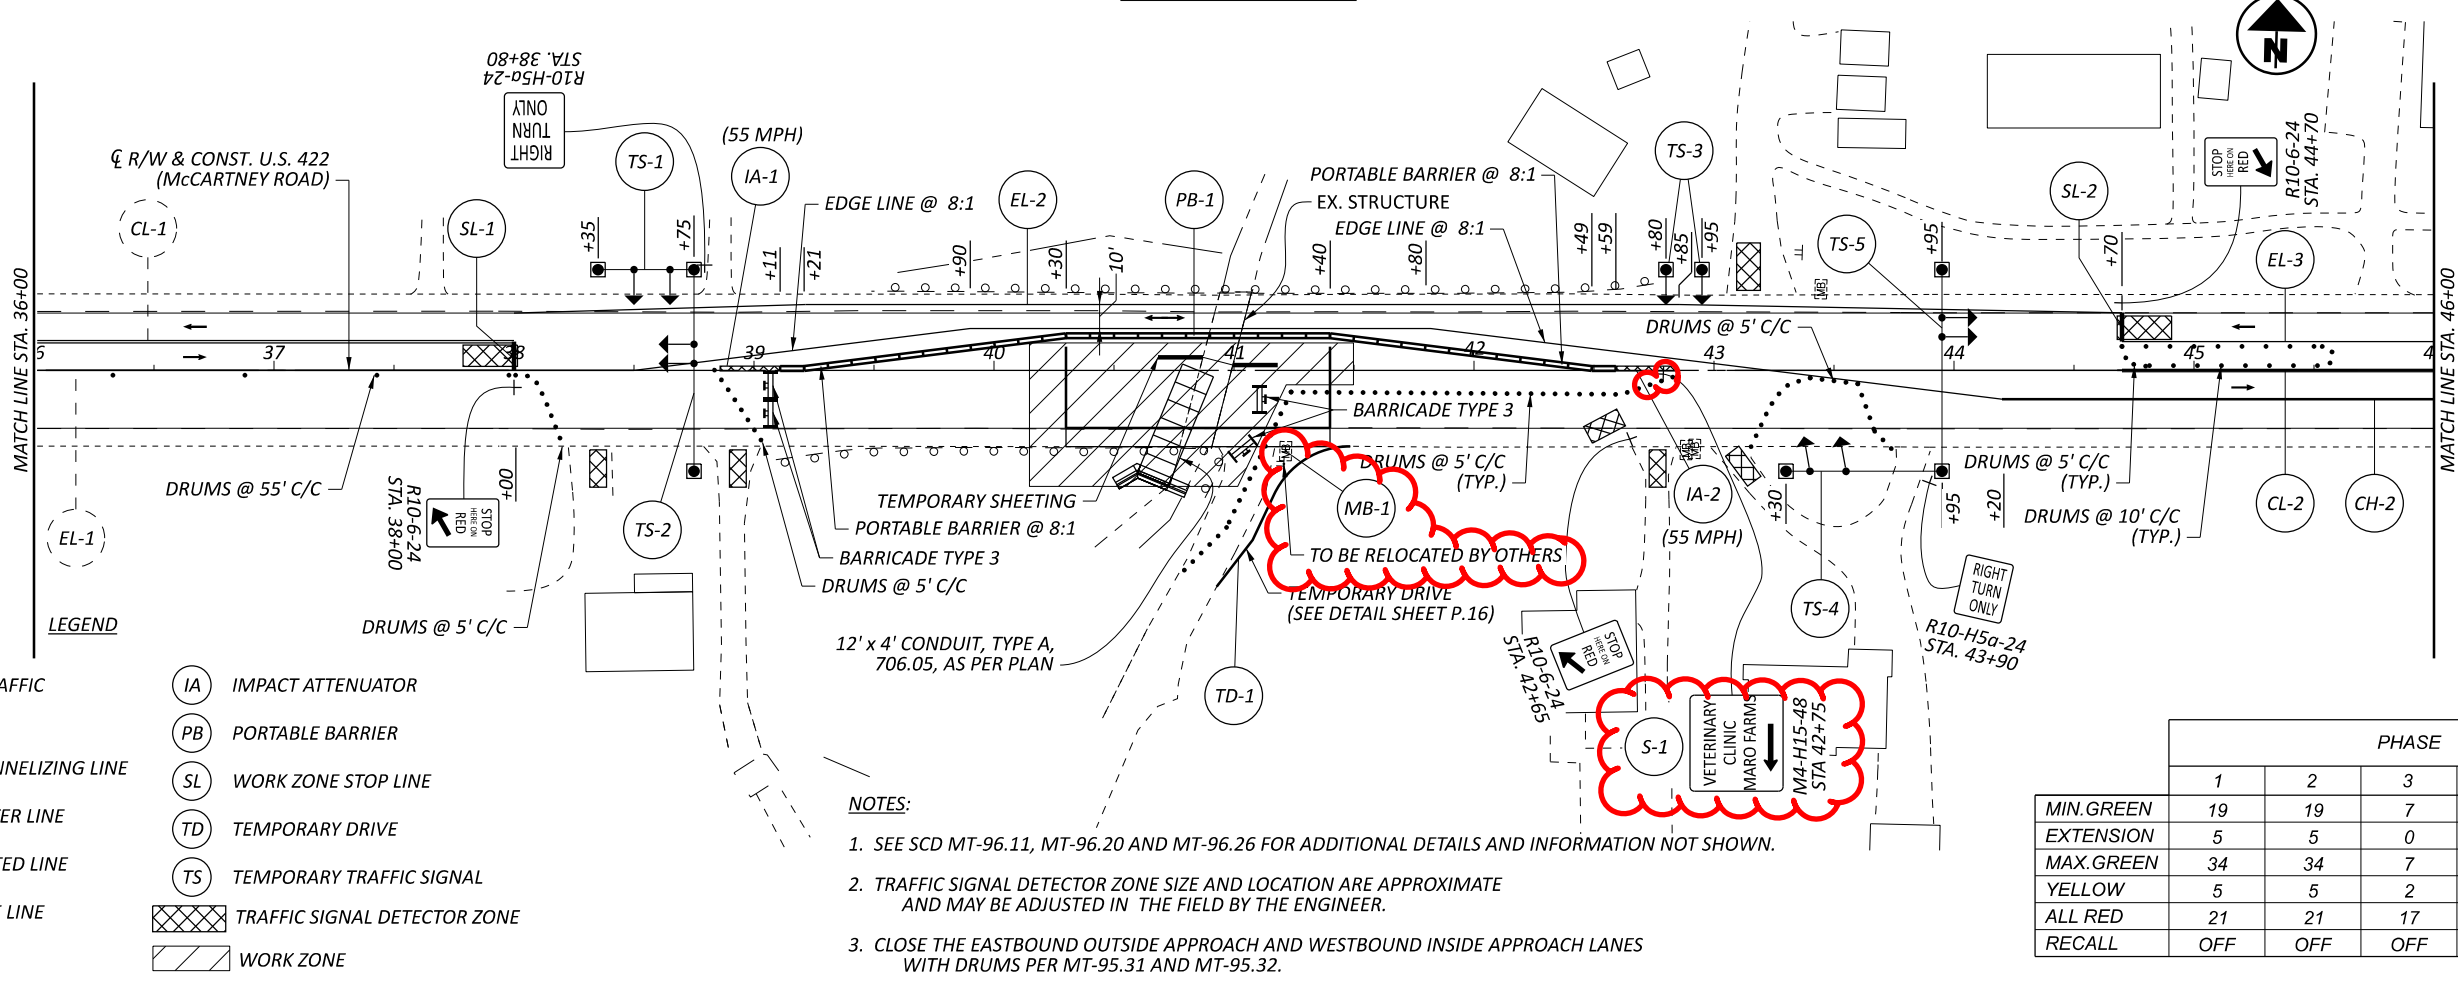 R10-H5a-24
STA. 38+80
RIGHT
TURN
ONLY
℄ R/W & CONST. U.S. 422
(McCARTNEY ROAD)
CL-1
SL-1
TS-1
(55 MPH)
IA-1
EDGE LINE @ 8:1
EL-2
PB-1
PORTABLE BARRIER @ 8:1
EX. STRUCTURE
EDGE LINE @ 8:1
TS-3
TS-5
SL-2
EL-3
N
STOP
HERE ON
RED
R10-6-24
STA. 44+70
+35
+75
+11
+21
+90
+30
10'
+40
+80
+49
+59
+80
+85
+95
+95
+70
MB
DRUMS @ 5' C/C
MATCH LINE STA. 36+00
MATCH LINE STA. 46+00
6
37
38
39
40
41
42
43
44
45
4
BARRICADE TYPE 3
DRUMS @ 5' C/C
(TYP.)
MB
MB
MB
DRUMS @ 55' C/C
R10-6-24
STA. 38+00
STOP
HERE ON
RED
+00
EL-1
TS-2
TEMPORARY SHEETING
PORTABLE BARRIER @ 8:1
BARRICADE TYPE 3
DRUMS @ 5' C/C
MB-1
TO BE RELOCATED BY OTHERS
TEMPORARY DRIVE
(SEE DETAIL SHEET P.16)
IA-2
(55 MPH)
+30
+95
+20
DRUMS @ 5' C/C
(TYP.)
DRUMS @ 10' C/C
(TYP.)
CL-2
CH-2
TS-4
RIGHT
TURN
ONLY
R10-H5a-24
STA. 43+90
DRUMS @ 5' C/C
12' x 4' CONDUIT, TYPE A,
706.05, AS PER PLAN
TD-1
R10-6-24
STA. 42+65
STOP
HERE ON
RED
S-1
VETERINARY
CLINIC
MARO FARMS
M4-H15-48
STA 42+75
LEGEND
AFFIC
NNELIZING LINE
ER LINE
TED LINE
LINE
IA IMPACT ATTENUATOR
PB PORTABLE BARRIER
SL WORK ZONE STOP LINE
TD TEMPORARY DRIVE
TS TEMPORARY TRAFFIC SIGNAL
TRAFFIC SIGNAL DETECTOR ZONE
WORK ZONE
NOTES:
1. SEE SCD MT-96.11, MT-96.20 AND MT-96.26 FOR ADDITIONAL DETAILS AND INFORMATION NOT SHOWN.
2. TRAFFIC SIGNAL DETECTOR ZONE SIZE AND LOCATION ARE APPROXIMATE
AND MAY BE ADJUSTED IN THE FIELD BY THE ENGINEER.
3. CLOSE THE EASTBOUND OUTSIDE APPROACH AND WESTBOUND INSIDE APPROACH LANES
WITH DRUMS PER MT-95.31 AND MT-95.32.
PHASE
1 2 3
MIN.GREEN 19 19 7
EXTENSION 5 5 0
MAX.GREEN 34 34 7
YELLOW 5 5 2
ALL RED 21 21 17
RECALL OFF OFF OFF